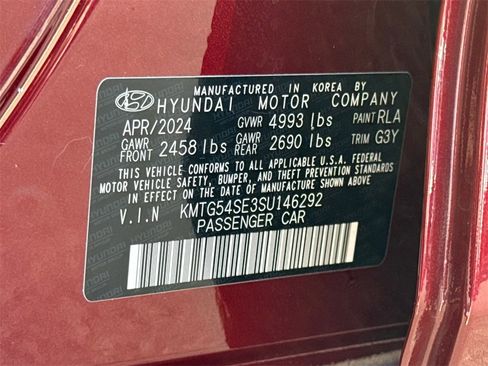 MANUFACTURED IN KOREA BY
HYUNDAI MOTOR COMPANY
APR/2024 GVWR 4993 lbs PAINT RLA
GAWR FRONT 2458 lbs GAWR REAR 2690 lbs TRIM G3Y
THIS VEHICLE CONFORMS TO ALL APPLICABLE U.S.A. FEDERAL
MOTOR VEHICLE SAFETY, BUMPER, AND THEFT PREVENTION STANDARDS
IN EFFECT ON THE DATE OF MANUFACTURE SHOWN ABOVE.
V.I.N KMTG54SE3SU146292
PASSENGER CAR